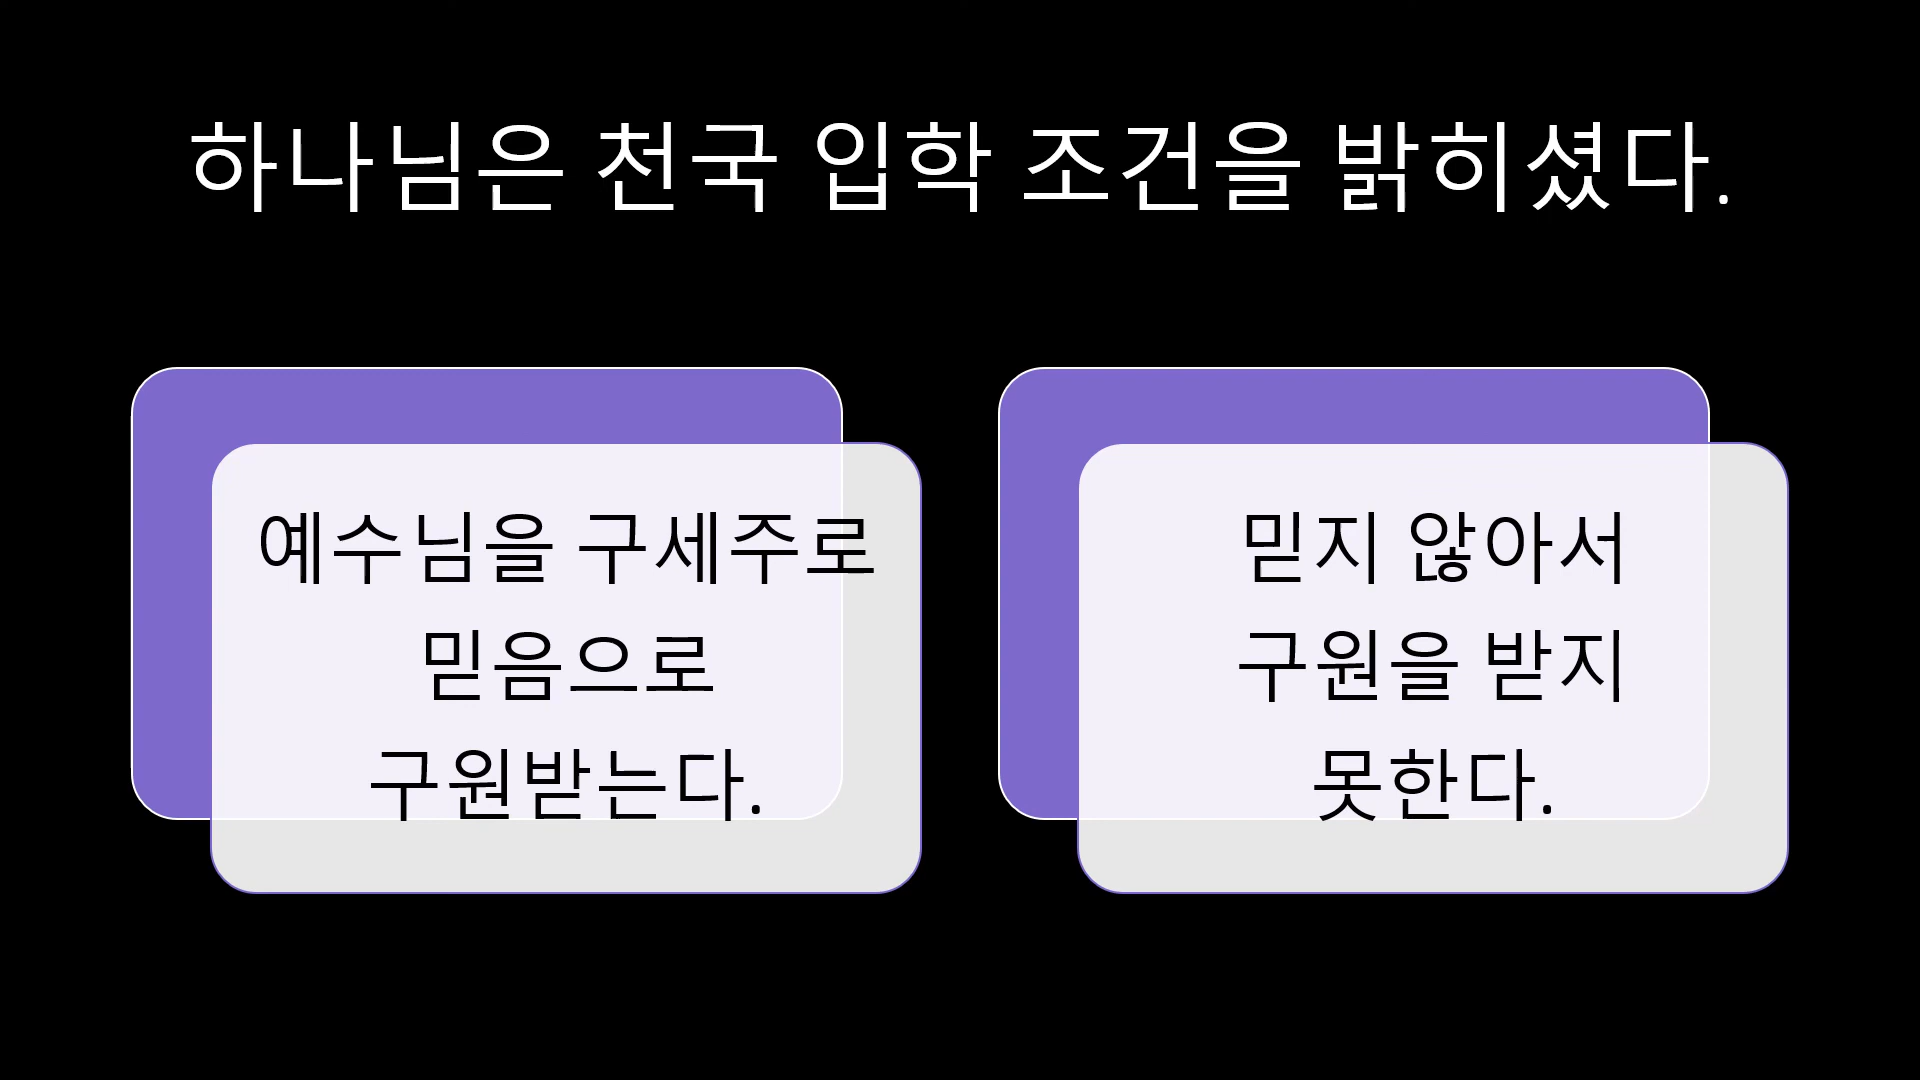 하나님은 천국 입학 조건을 밝히셨다.
예수님을 구세주로
믿음으로
구원받는다.
믿지 않아서
구원을 받지
못한다.